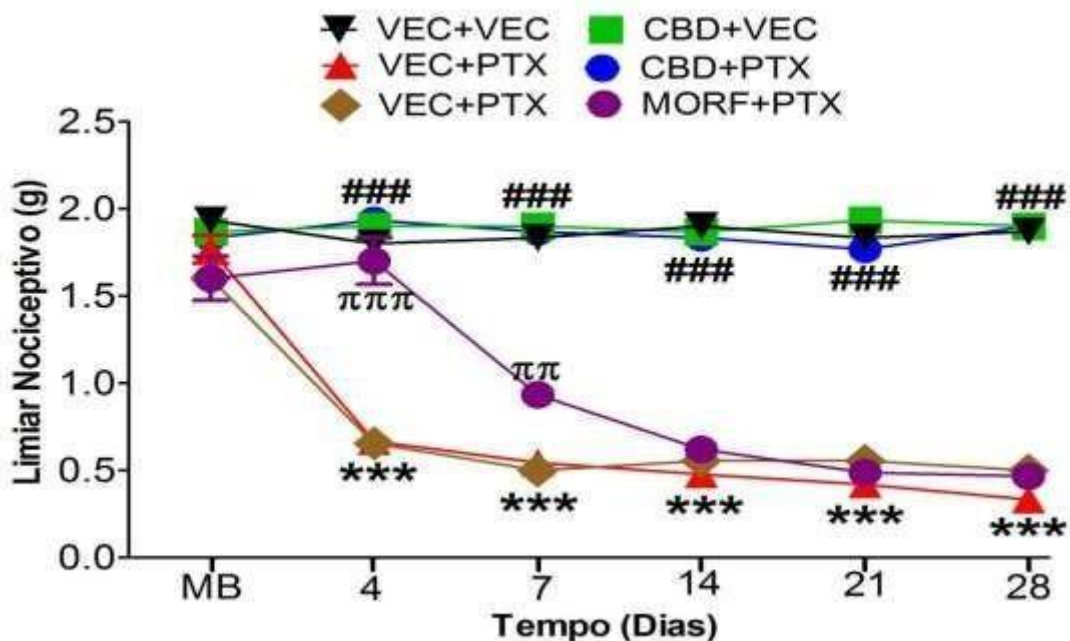 VEC+VEC CBD+VEC
VEC+PTX CBD+PTX
VEC+PTX MORF+PTX
Limiar Nociceptivo (g)
2.5
2.0
1.5
1.0
0.5
0.0
### ### ###
### ###
πππ
ππ
*** *** *** *** ***
MB 4 7 14 21 28
Tempo (Dias)